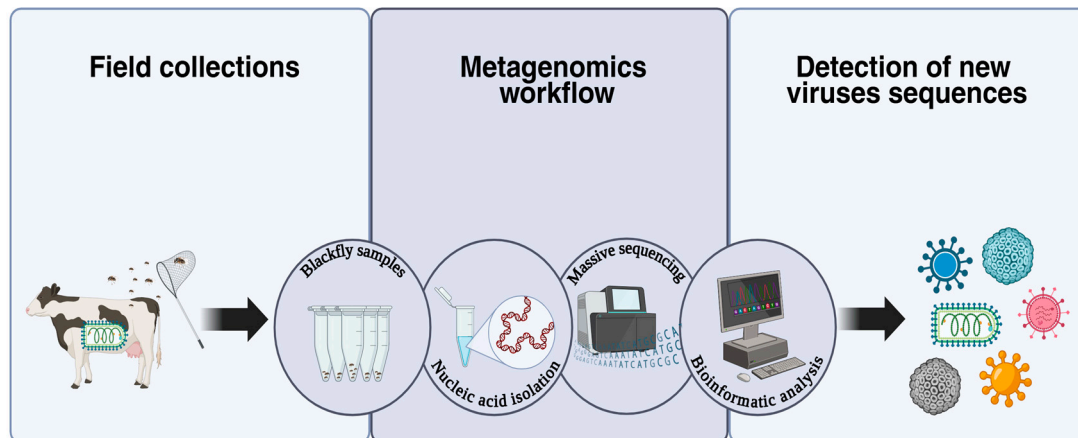 Field collections
Metagenomics
workflow
Detection of new
viruses sequences
Blackfly samples
Nucleic acid isolation
Massive sequencing
Bioinformatic analysis